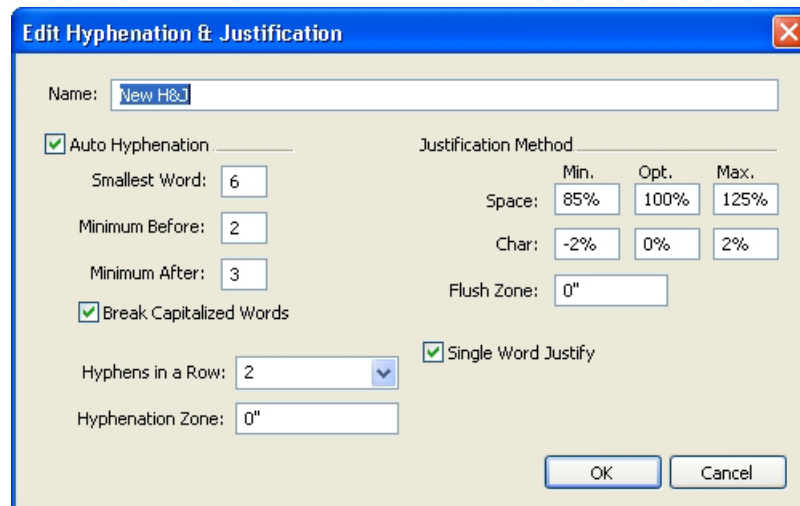 Edit Hyphenation & Justification
Name: New H&J
Auto Hyphenation
Smallest Word: 6
Minimum Before: 2
Minimum After: 3
Break Capitalized Words
Hyphens in a Row: 2
Hyphenation Zone: 0"
Justification Method
Min. Opt. Max.
Space: 85% 100% 125%
Char: -2% 0% 2%
Flush Zone: 0"
Single Word Justify
OK Cancel